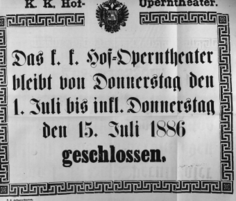 K. K. Hof- Operntheater.
Das k. k. Hof-Operntheater
bleibt von Donnerstag den
1. Juli bis inkl. Donnerstag
den 15. Juli 1886
geschlossen.